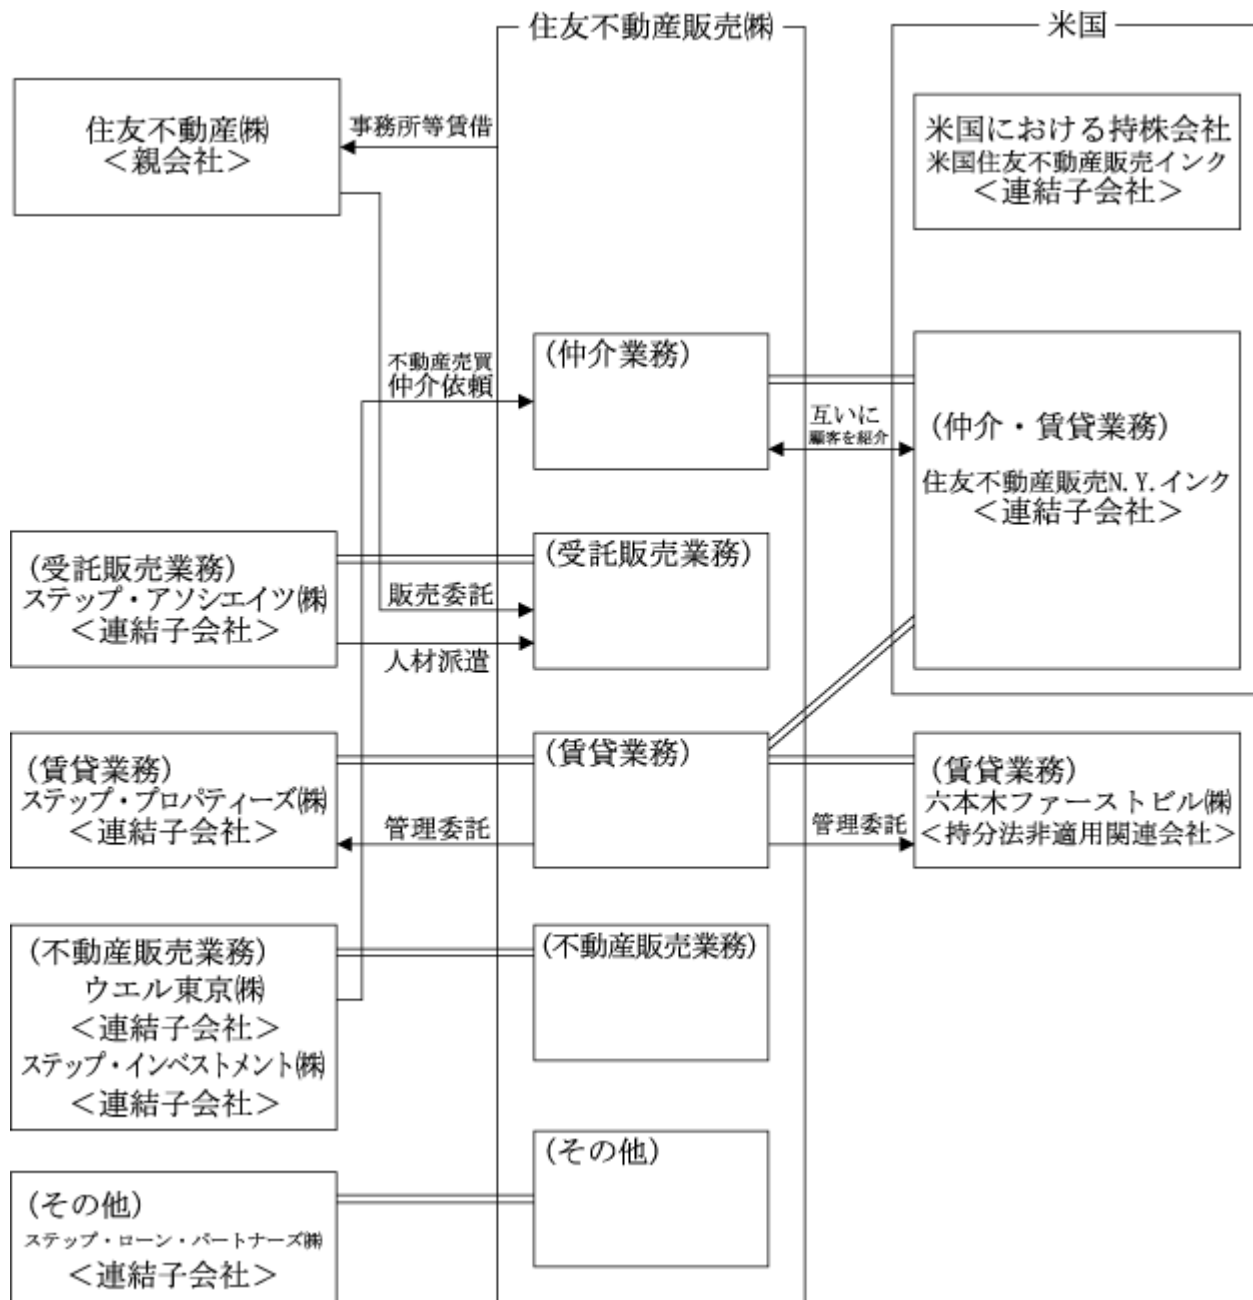 住友不動産販売㈱
米国
住友不動産㈱
＜親会社＞
事務所等賃借
米国における持株会社
米国住友不動産販売インク
＜連結子会社＞
不動産売買
仲介依頼
(仲介業務)
互いに
顧客を紹介
(仲介・賃貸業務)
住友不動産販売N.Y.インク
＜連結子会社＞
(受託販売業務)
ステップ・アソシエイツ㈱
＜連結子会社＞
販売委託
人材派遣
(受託販売業務)
(賃貸業務)
ステップ・プロパティーズ㈱
＜連結子会社＞
管理委託
(賃貸業務)
管理委託
(賃貸業務)
六本木ファーストビル㈱
＜持分法非適用関連会社＞
(不動産販売業務)
ウエル東京㈱
＜連結子会社＞
ステップ・インベストメント㈱
＜連結子会社＞
(不動産販売業務)
(その他)
ステップ・ローン・パートナーズ㈱
＜連結子会社＞
(その他)